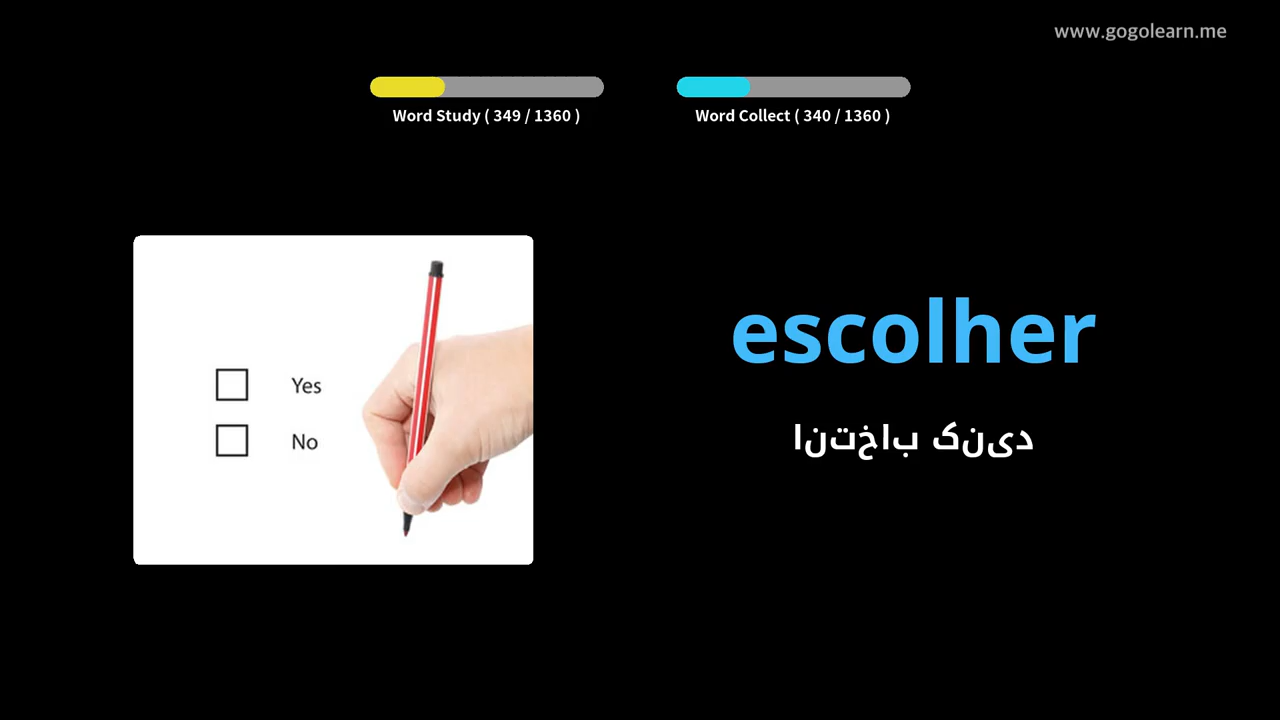 www.gogolearn.me
Word Study ( 349 / 1360 )
Word Collect ( 340 / 1360 )
Yes
No
escolher
انتخاب کنید